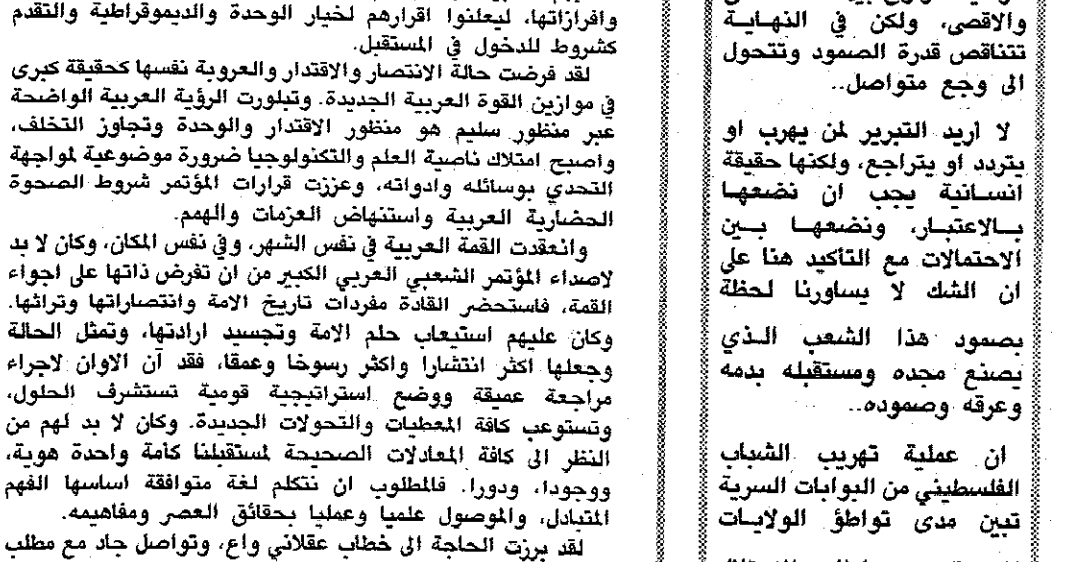 وافرازاتها، ليعلنوا اقرارهم لخيار الوحدة والديموقراطية والتقدم
كشروط للدخول في المستقبل.
لقد فرضت حالة الانتصار والاقتدار والعروبة نفسها كحقيقة كبرى
في موازين القوة العربية الجديدة. وتبلورت الرؤية العربية الواضحة
عبر منظور سليم هو منظور الاقتدار والوحدة وتجاوز التخلف،
واصبح امتلاك ناصية العلم والتكنولوجيا ضرورة موضوعية لمواجهة
التحدي بوسائله وادواته، وعززت قرارات المؤتمر شروط الصحوة
الحضارية العربية واستنهاض العزمات والهمم.
وانعقدت القمة العربية في نفس الشهر، وفي نفس المكان، وكان لا بد
لاصداء المؤتمر الشعبي العربي الكبير من ان تفرض ذاتها على اجواء
القمة، فاستحضر القادة مفردات تاريخ الامة وانتصاراتها وتراثها.
وكان عليهم استيعاب حلم الامة وتجسيد ارادتها، وتمثل الحالة
وجعلها اكثر انتشارا واكثر رسوخا وعمقا، فقد آن الاوان لاجراء
مراجعة عميقة ووضع استراتيجية قومية تستشرف الحلول،
وتستوعب كافة المعطيات والتحولات الجديدة. وكان لا بد لهم من
النظر الى كافة المعادلات الصحيحة لمستقبلنا كأمة واحدة هوية،
ووجودا، ودورا. فالمطلوب ان نتكلم لغة متوافقة اساسها الفهم
المتبادل، والموصول علميا وعمليا بحقائق العصر ومفاهيمه.
لقد برزت الحاجة الى خطاب عقلاني واع، وتواصل جاد مع مطلب
والاقصى، ولكن في النهاية
تتناقص قدرة الصمود وتتحول
الى وجع متواصل..
لا اريد التبرير لمن يهرب او
يتردد او يتراجع، ولكنها حقيقة
انسانية يجب ان نضعها
بالاعتبار، ونضعها بين
الاحتمالات مع التأكيد هنا على
ان الشك لا يساورنا لحظة
بصمود هذا الشعب الذي
يصنع مجده ومستقبله بدمه
وعرقه وصموده..
ان عملية تهريب الشباب
الفلسطيني من البوابات السرية
تبين مدى تواطؤ الولايات